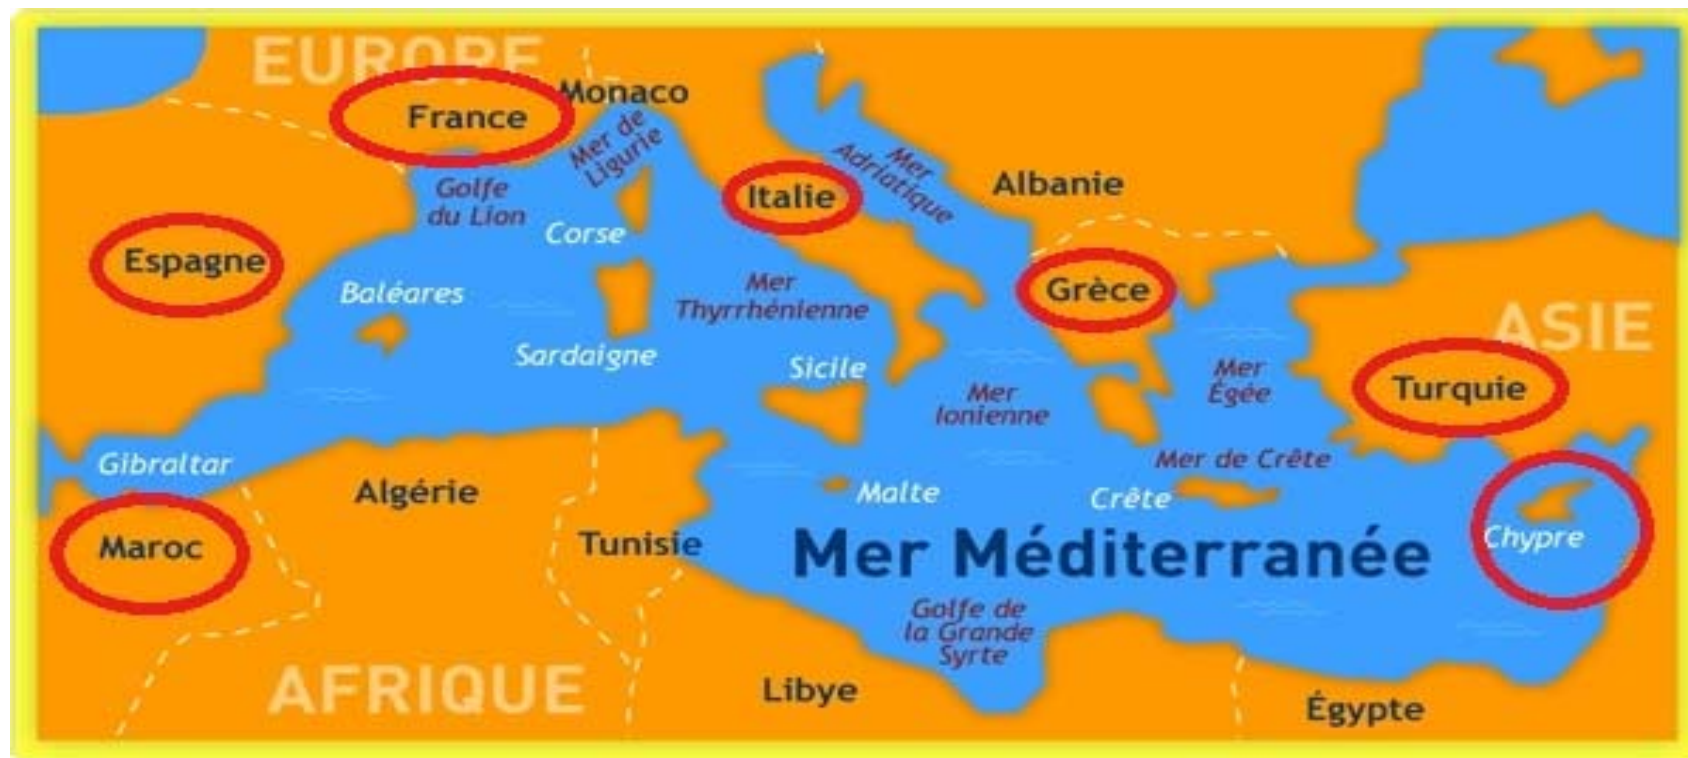 EUROPE
Monaco
France
Mer de
Ligurie
Mer
Adriatique
Albanie
Golfe
du Lion
Italie
Corse
Espagne
Baléares
Mer
Thyrrhénienne
Grèce
ASIE
Sardaigne
Sicile
Mer
Ionienne
Mer
Égée
Turquie
Gibraltar
Algérie
Mer de Crête
Malte
Crête
Maroc
Tunisie
Mer Méditerranée
Chypre
Golfe de
la Grande
Syrte
AFRIQUE
Libye
Égypte